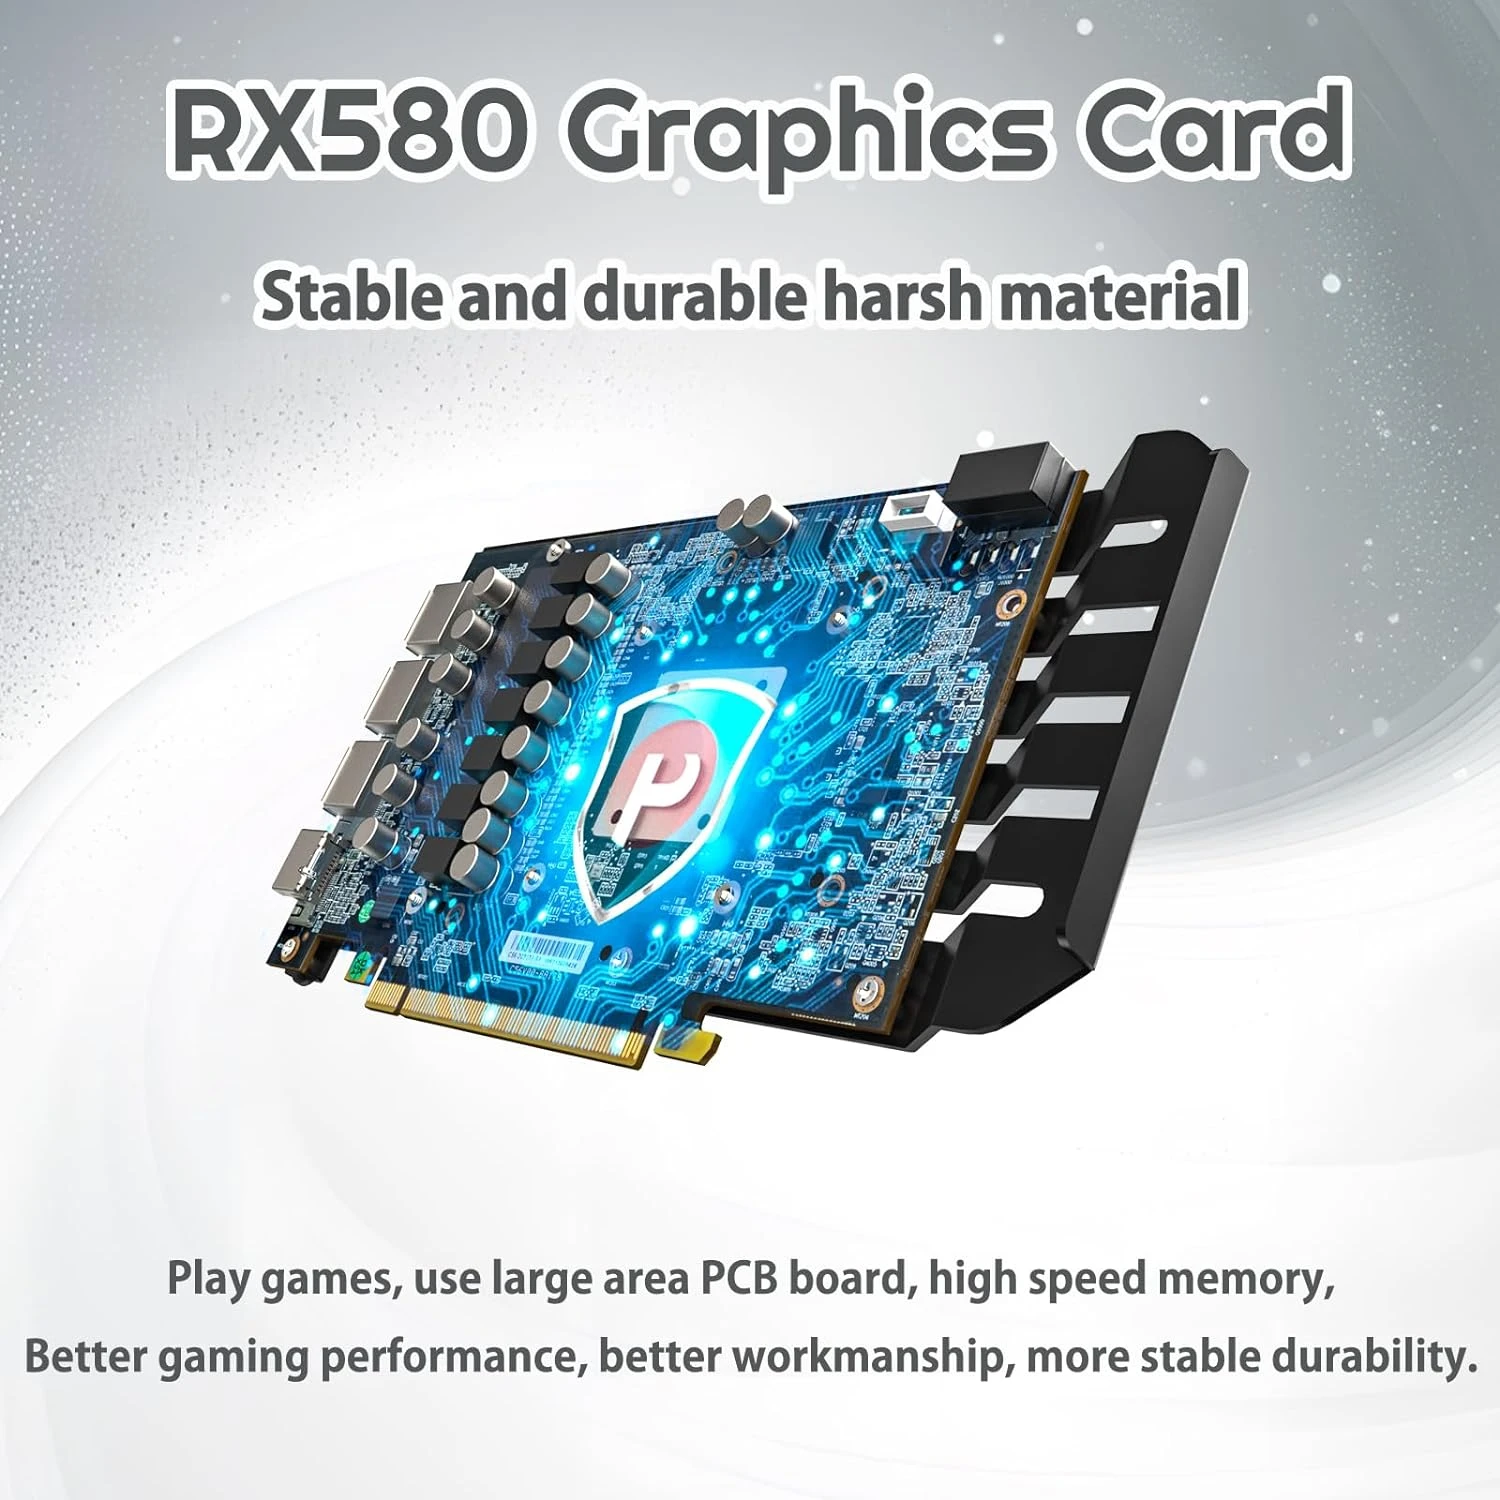 RX580 Graphics Card
Stable and durable harsh material
P
Play games, use large area PCB board, high speed memory,
Better gaming performance, better workmanship, more stable durability.